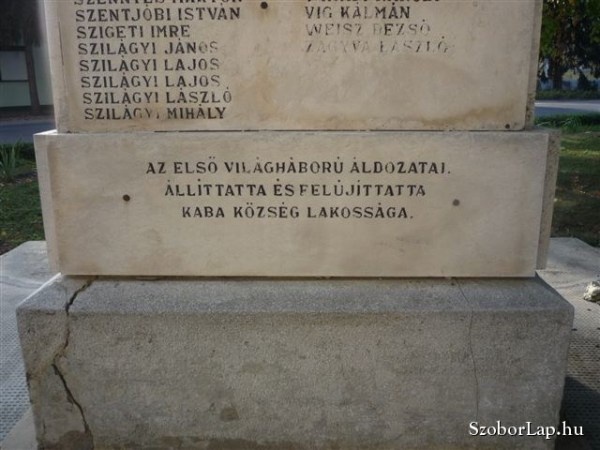 SZENTJÓBI ISTVÁN
SZIGETI IMRE
SZILÁGYI JÁNOS
SZILÁGYI LAJOS
SZILÁGYI LAJOS
SZILÁGYI LÁSZLÓ
SZILÁGYI MIHÁLY
VIG KÁLMÁN
WEISZ DEZSŐ
ZAGYVA LÁSZLÓ
AZ ELSŐ VILÁGHÁBORÚ ÁLDOZATAI.
ÁLLÍTTATTA ÉS FELÚJÍTTATTA
KABA KÖZSÉG LAKOSSÁGA.
SzoborLap.hu